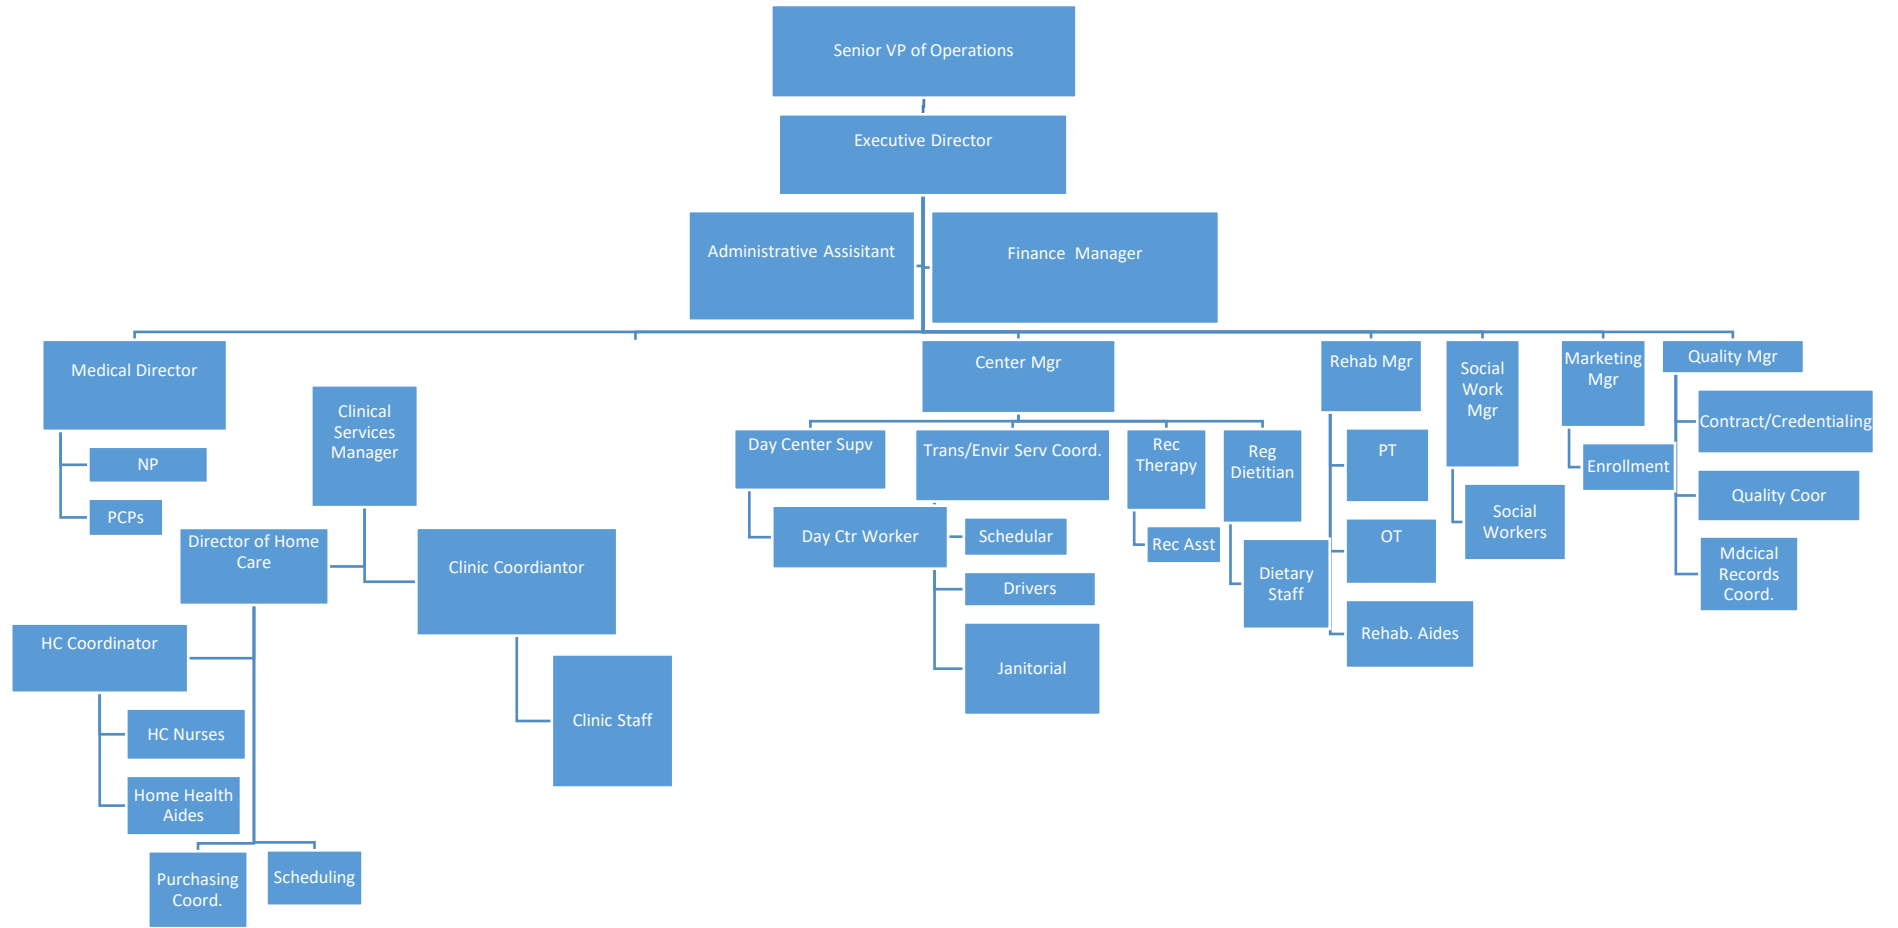 Senior VP of Operations
Executive Director
Administrative Assisitant
Finance  Manager
Medical Director
NP
PCPs
Clinical
Services
Manager
Director of Home
Care
Clinic Coordiantor
HC Coordinator
HC Nurses
Home Health
Aides
Clinic Staff
Purchasing
Coord.
Scheduling
Center Mgr
Day Center Supv
Day Ctr Worker
Trans/Envir Serv Coord.
Schedular
Drivers
Janitorial
Rec
Therapy
Rec Asst
Reg
Dietitian
Dietary
Staff
Rehab Mgr
PT
OT
Rehab. Aides
Social
Work
Mgr
Social
Workers
Marketing
Mgr
Enrollment
Quality Mgr
Contract/Credentialing
Quality Coor
Mdcical
Records
Coord.